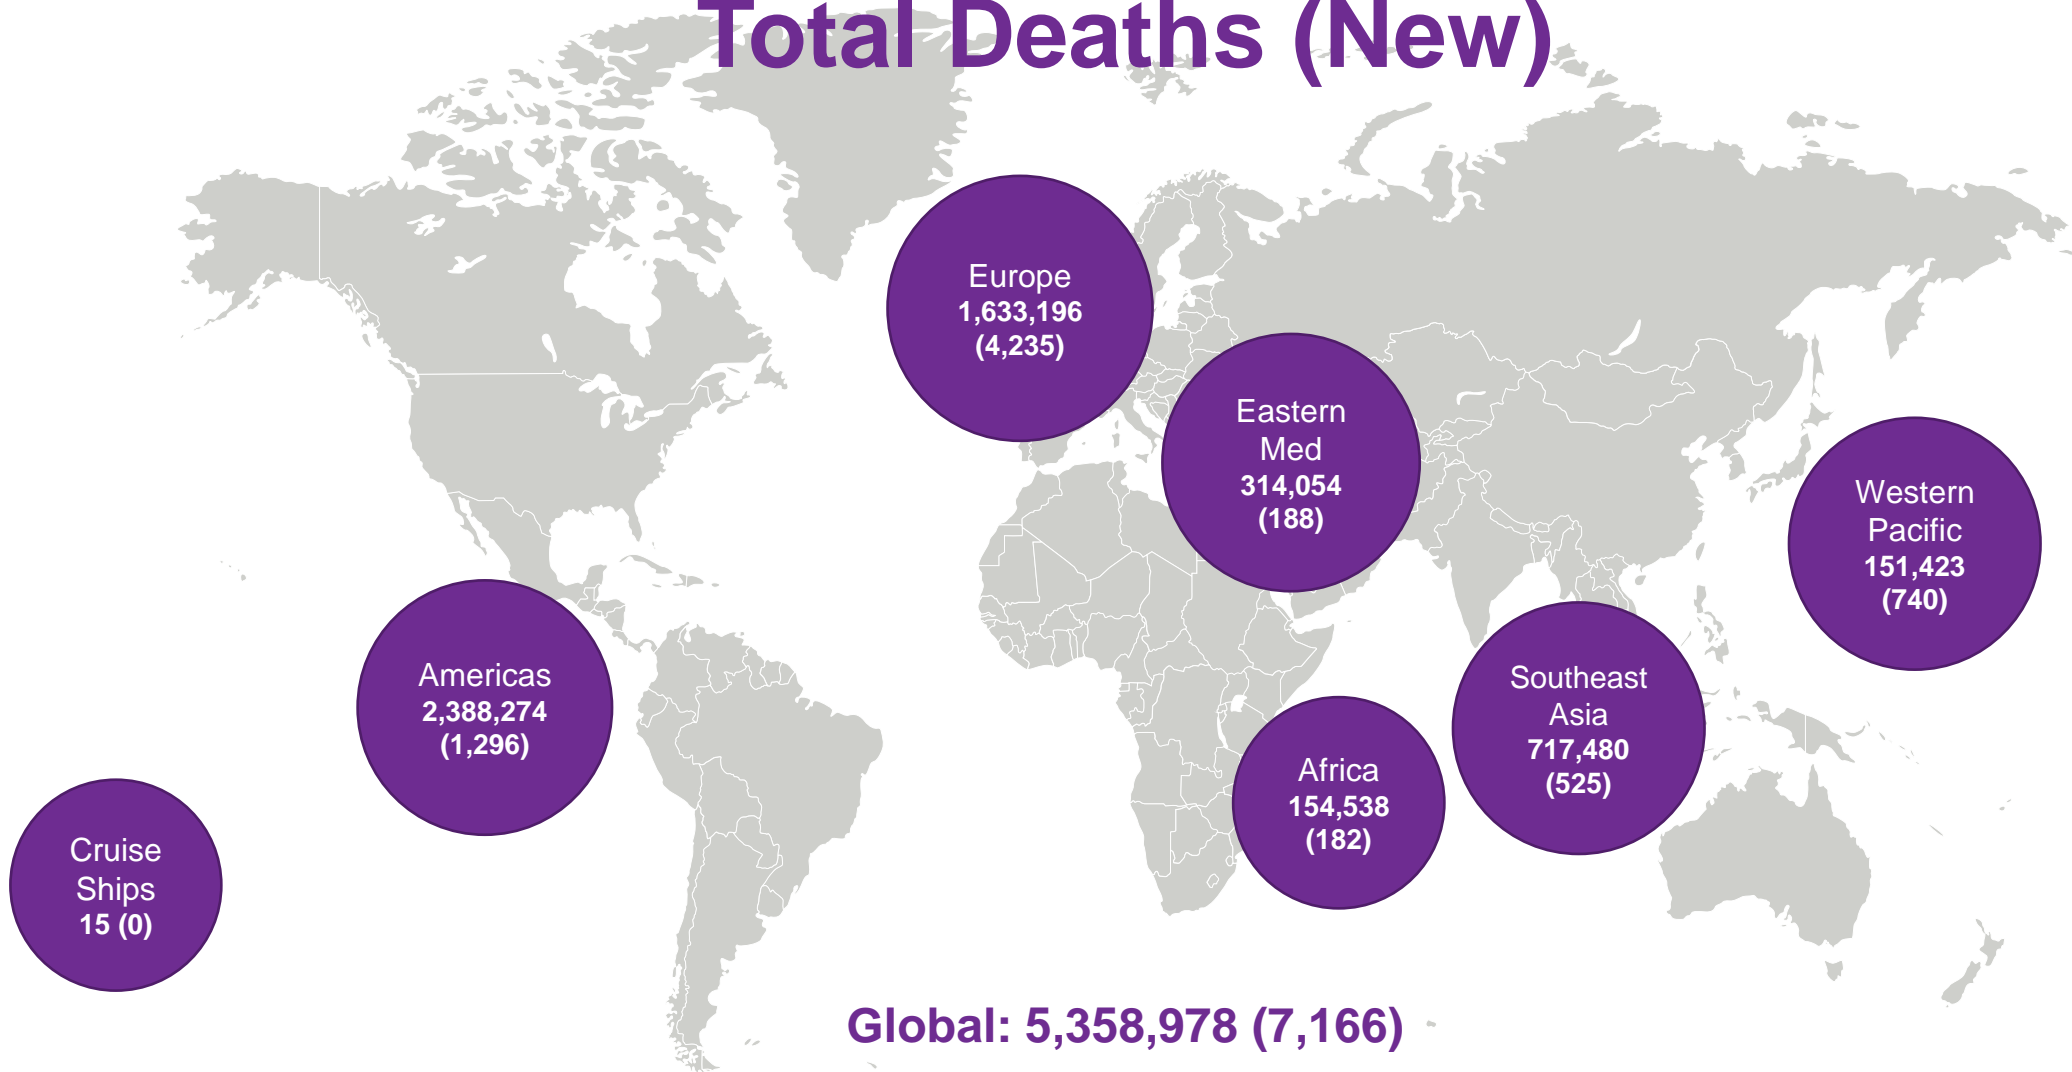 Total Deaths (New)
Europe
1,633,196
(4,235)
Eastern
Med
314,054
(188)
Western
Pacific
151,423
(740)
Americas
2,388,274
(1,296)
Southeast
Asia
717,480
(525)
Africa
154,538
(182)
Cruise
Ships
15 (0)
Global: 5,358,978 (7,166)